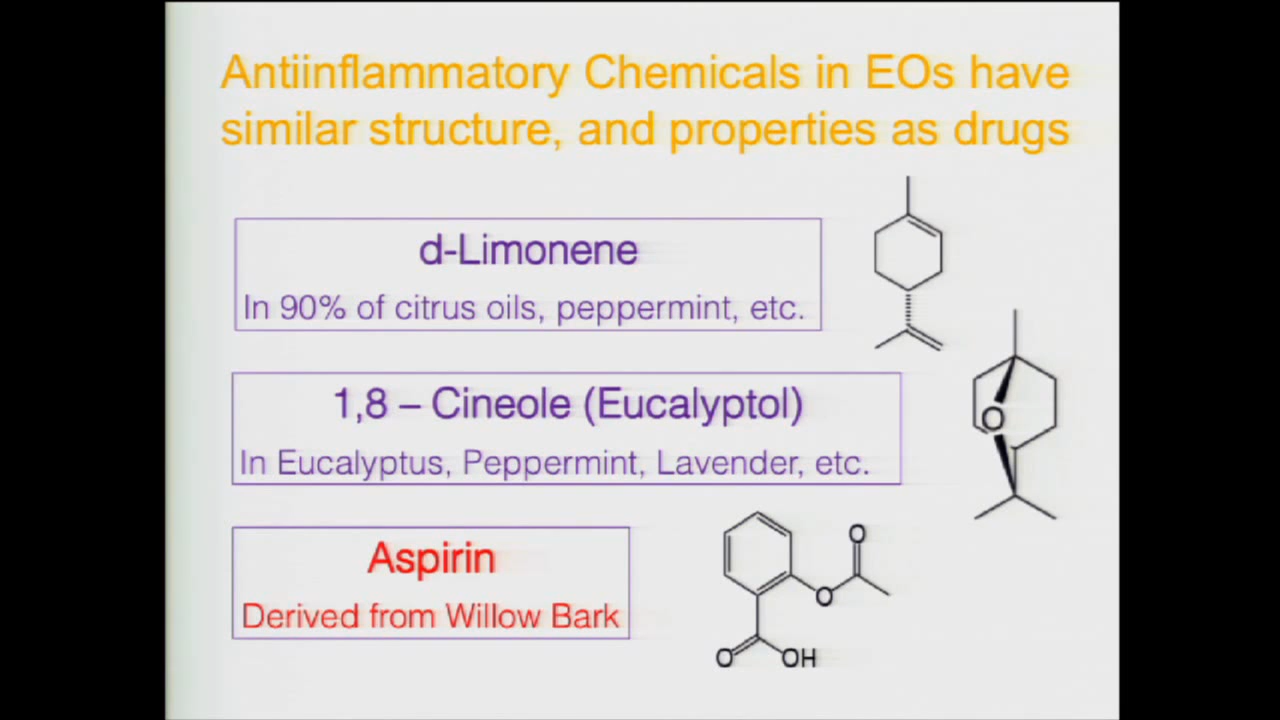 Antiinflammatory Chemicals in EOs have
similar structure, and properties as drugs
d-Limonene
In 90% of citrus oils, peppermint, etc.
1,8 – Cineole (Eucalyptol)
In Eucalyptus, Peppermint, Lavender, etc.
O
Aspirin
Derived from Willow Bark
O
O
O
OH